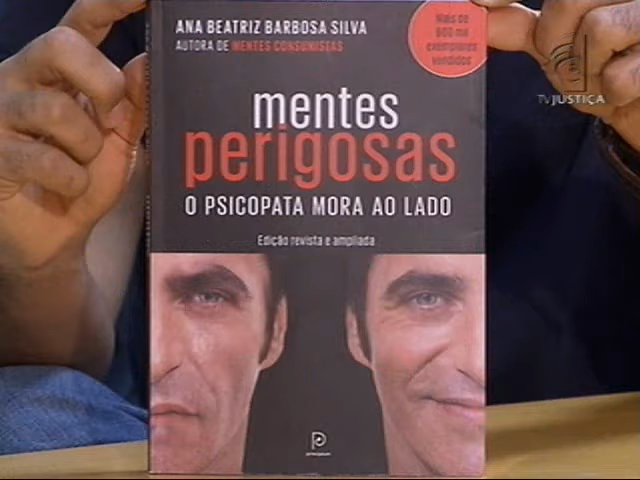 ANA BEATRIZ BARBOSA SILVA
AUTORA DE MENTES CONSUMISTAS
Mais de
600 mil
exemplares
vendidos
TV JUSTIÇA
mentes
perigosas
O PSICOPATA MORA AO LADO
Edição revista e ampliada
principium